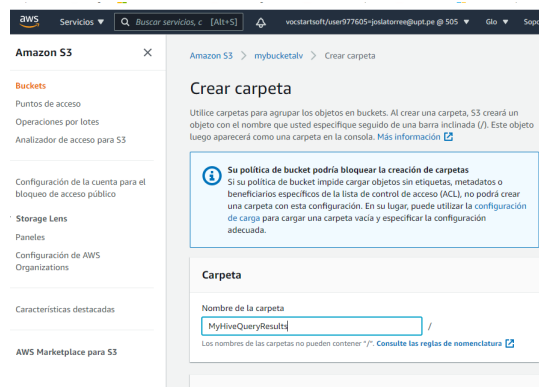 aws
Servicios ▼
Buscar servicios, c [Alt+S]
vocstartsoft/user977605=joslatorree@upt.pe @ 505 ▼
Glo ▼
Sopo
Amazon S3
Buckets
Puntos de acceso
Operaciones por lotes
Analizador de acceso para S3
Configuración de la cuenta para el
bloqueo de acceso público
Storage Lens
Paneles
Configuración de AWS
Organizations
Características destacadas
AWS Marketplace para S3
Amazon S3 > mybucketalv > Crear carpeta
Crear carpeta
Utilice carpetas para agrupar los objetos en buckets. Al crear una carpeta, S3 creará un
objeto con el nombre que usted especifique seguido de una barra inclinada (/). Este objeto
luego aparecerá como una carpeta en la consola. Más información
Su política de bucket podría bloquear la creación de carpetas
Si su política de bucket impide cargar objetos sin etiquetas, metadatos o
beneficiarios específicos de la lista de control de acceso (ACL), no podrá crear
una carpeta con esta configuración. En su lugar, puede utilizar la configuración
de carga para cargar una carpeta vacía y especificar la configuración
adecuada.
Carpeta
Nombre de la carpeta
MyHiveQueryResults /
Los nombres de las carpetas no pueden contener "/". Consulte las reglas de nomenclatura